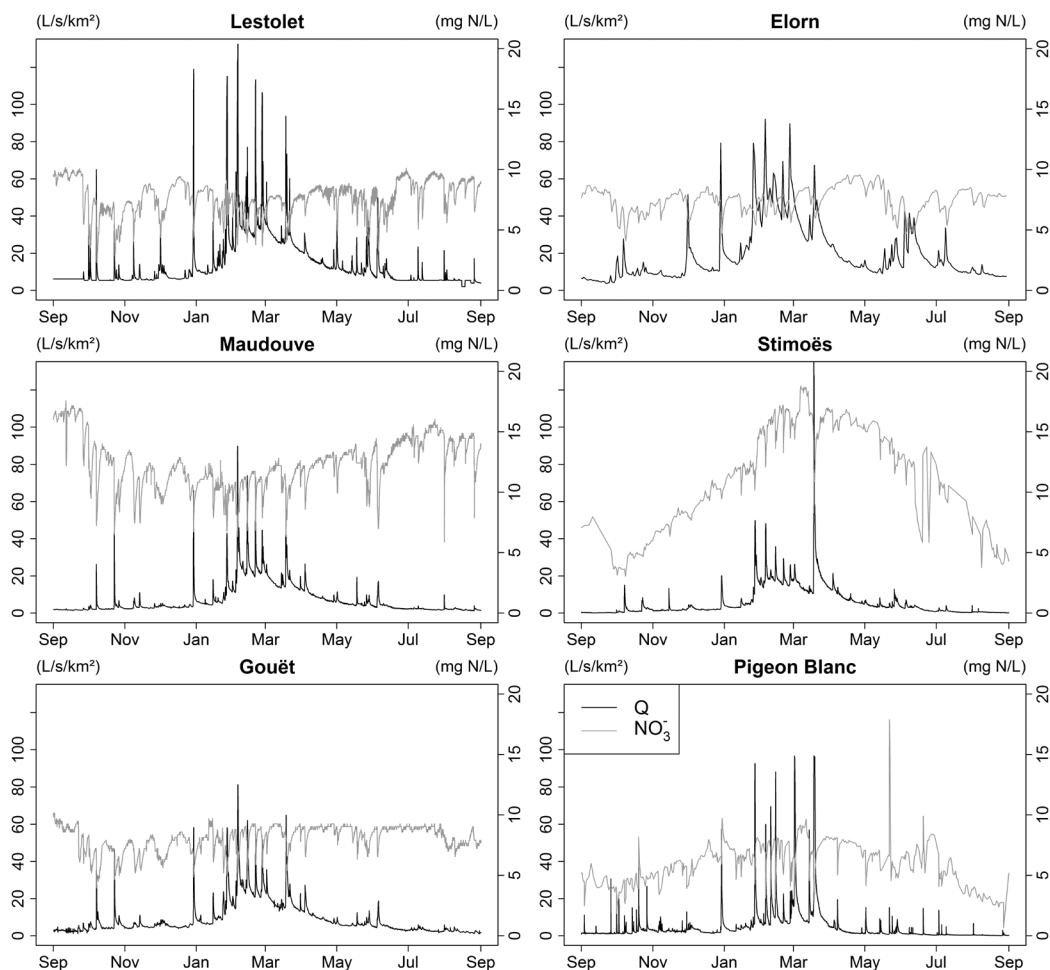 (L/s/km²) Lestolet (mg N/L)
0 20 40 60 80 100
0 5 10 15 20
Sep Nov Jan Mar May Jul Sep
(L/s/km²) Elorn (mg N/L)
0 20 40 60 80 100
0 5 10 15 20
Sep Nov Jan Mar May Jul Sep
(L/s/km²) Maudouve (mg N/L)
0 20 40 60 80 100
0 5 10 15 20
Sep Nov Jan Mar May Jul Sep
(L/s/km²) Stimoës (mg N/L)
0 20 40 60 80 100
0 5 10 15 20
Sep Nov Jan Mar May Jul Sep
(L/s/km²) Gouët (mg N/L)
0 20 40 60 80 100
0 5 10 15 20
Sep Nov Jan Mar May Jul Sep
(L/s/km²) Pigeon Blanc (mg N/L)
Q
NO₃⁻
0 20 40 60 80 100
0 5 10 15 20
Sep Nov Jan Mar May Jul Sep